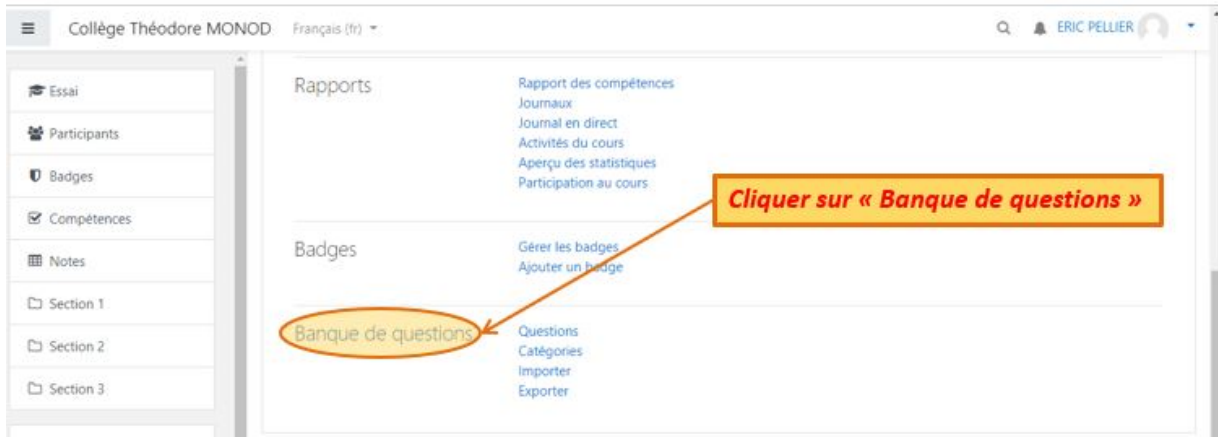 Collège Théodore MONOD Français (fr) ERIC PELLIER
Essai
Participants
Badges
Compétences
Notes
Section 1
Section 2
Section 3
Rapports
Rapport des compétences
Journaux
Journal en direct
Activités du cours
Aperçu des statistiques
Participation au cours
Cliquer sur « Banque de questions »
Badges
Gérer les badges
Ajouter un badge
Banque de questions
Questions
Catégories
Importer
Exporter